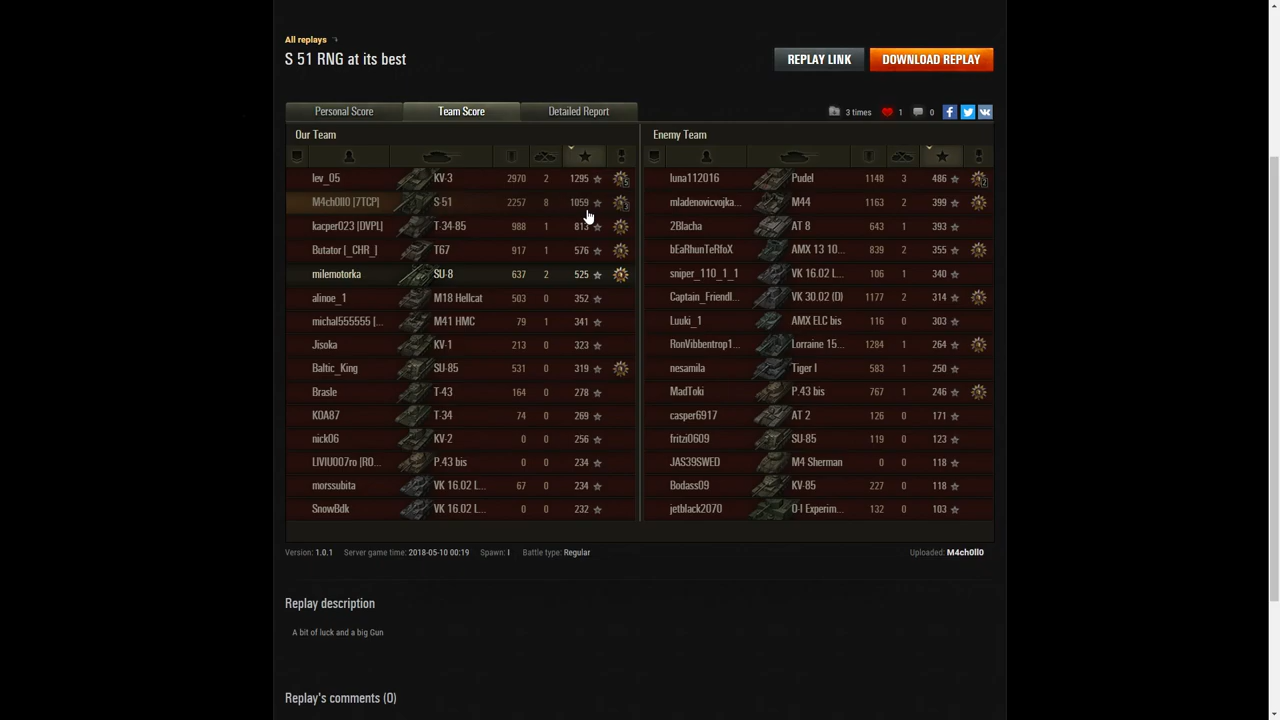 All replays
S 51 RNG at its best
REPLAY LINK
DOWNLOAD REPLAY
Personal Score
Team Score
Detailed Report
3 times
1
0
Our Team
Enemy Team
lev_05 KV-3 2970 2 1295 5
luna112016 Pudel 1148 3 486 2
M4ch0ll0 [7TCP] S-51 2257 8 1059 3
mladenovicvojka... M44 1163 2 399
kacper023 [DVPL] T-34-85 988 1 813
2Blacha AT 8 643 1 393
Butator [_CHR_] T67 917 1 576
bEaRhunTeRfoX AMX 13 10... 839 2 355
milemotorka SU-8 637 2 525
sniper_110_1_1 VK 16.02 L... 106 1 340
alinoe_1 M18 Hellcat 503 0 352
Captain_Friendl... VK 30.02 (D) 1177 2 314
michal555555 [... M41 HMC 79 1 341
Luuki_1 AMX ELC bis 116 0 303
Jisoka KV-1 213 0 323
RonVibbentrop1... Lorraine 15... 1284 1 264
Baltic_King SU-85 531 0 319
nesamila Tiger I 583 1 250
Brasle T-43 164 0 278
MadToki P.43 bis 767 1 246
KOA87 T-34 74 0 269
casper6917 AT 2 126 0 171
nick06 KV-2 0 0 256
fritzi0609 SU-85 119 0 123
LIVIU007ro [RO... P.43 bis 0 0 234
JAS39SWED M4 Sherman 0 0 118
morssubita VK 16.02 L... 67 0 234
Bodass09 KV-85 227 0 118
SnowBdk VK 16.02 L... 0 0 232
jetblack2070 O-I Experim... 132 0 103
Version: 1.0.1 Server game time: 2018-05-10 00:19 Spawn: I Battle type: Regular
Uploaded: M4ch0ll0
Replay description
A bit of luck and a big Gun
Replay's comments (0)